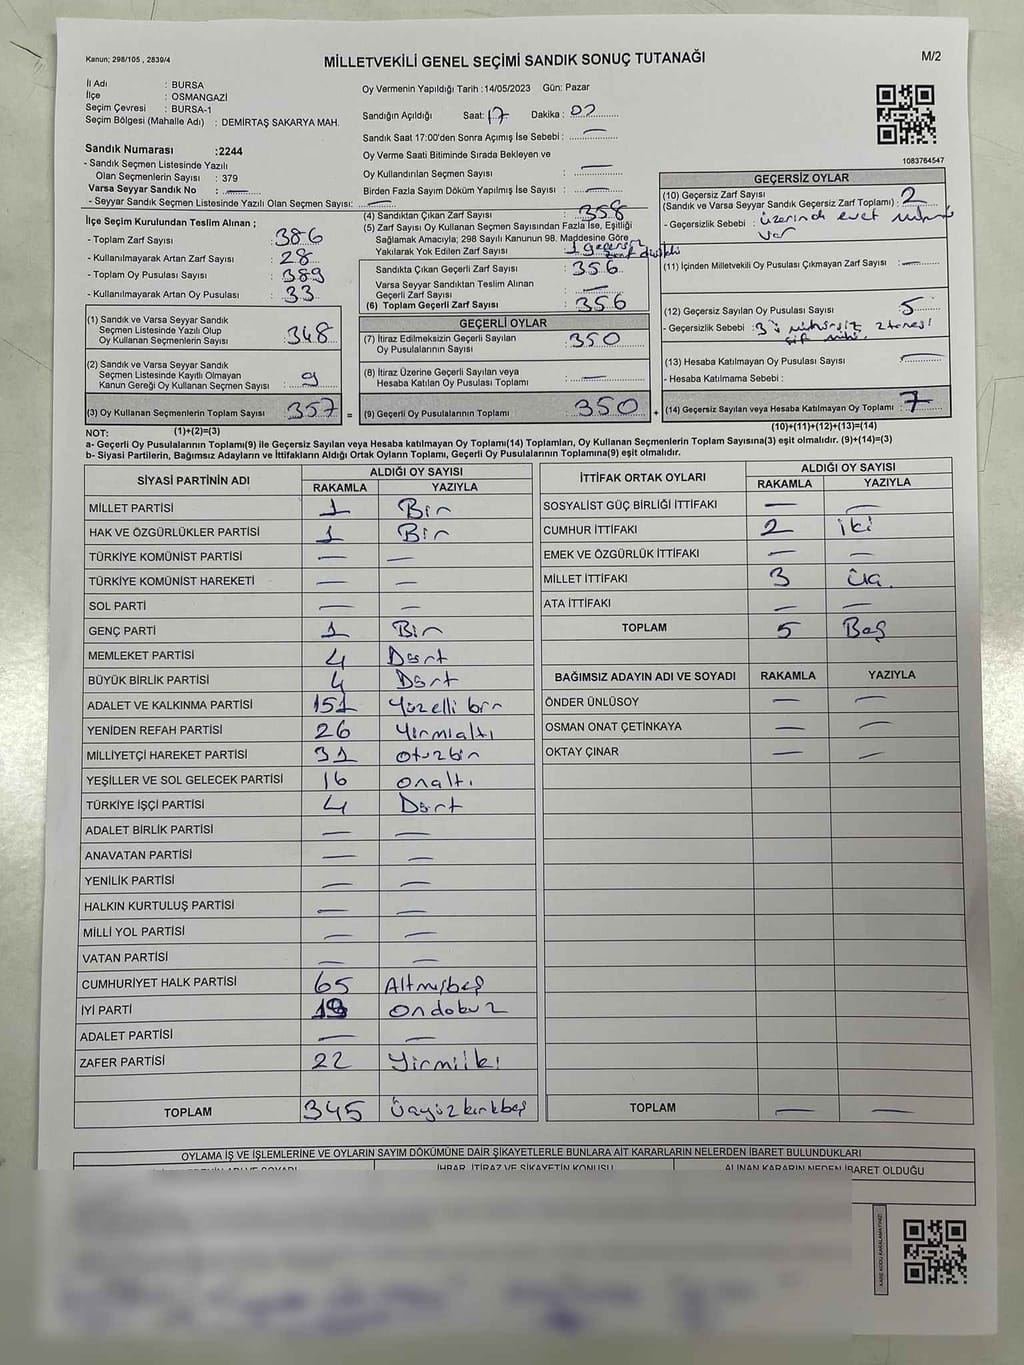 Kanun; 298/105 , 2839/4
MİLLETVEKİLİ GENEL SEÇİMİ SANDIK SONUÇ TUTANAĞI
M/2
İl Adı : BURSA
İlçe : OSMANGAZİ
Seçim Çevresi : BURSA-1
Seçim Bölgesi (Mahalle Adı) : DEMİRTAŞ SAKARYA MAH.
Sandık Numarası :2244
- Sandık Seçmen Listesinde Yazılı
Olan Seçmenlerin Sayısı : 379
Varsa Seyyar Sandık No : —
- Seyyar Sandık Seçmen Listesinde Yazılı Olan Seçmen Sayısı: —
Oy Vermenin Yapıldığı Tarih :14/05/2023 Gün: Pazar
Sandığın Açıldığı Saat: 17 Dakika : 02
Sandık Saat 17:00'den Sonra Açımış İse Sebebi : —
Oy Verme Saati Bitiminde Sırada Bekleyen ve
Oy Kullandırılan Seçmen Sayısı : —
Birden Fazla Sayım Döküm Yapılmış İse Sayısı : —
1083764547
İlçe Seçim Kurulundan Teslim Alınan ;
- Toplam Zarf Sayısı : 386
- Kullanılmayarak Artan Zarf Sayısı : 28
- Toplam Oy Pusulası Sayısı : 389
- Kullanılmayarak Artan Oy Pusulası : 33
(1) Sandık ve Varsa Seyyar Sandık
Seçmen Listesinde Yazılı Olup
Oy Kullanan Seçmenlerin Sayısı : 348
(2) Sandık ve Varsa Seyyar Sandık
Seçmen Listesinde Kayıtlı Olmayan
Kanun Gereği Oy Kullanan Seçmen Sayısı : 9
(3) Oy Kullanan Seçmenlerin Toplam Sayısı : 357 =
(4) Sandıktan Çıkan Zarf Sayısı : 358
(5) Zarf Sayısı Oy Kullanan Seçmen Sayısından Fazla İse, Eşitliği
Sağlamak Amacıyla; 298 Sayılı Kanunun 98. Maddesine Göre
Yakılarak Yok Edilen Zarf Sayısı : 1 geçersiz
zarf
Sandıkta Çıkan Geçerli Zarf Sayısı : 356
Varsa Seyyar Sandıktan Teslim Alınan
Geçerli Zarf Sayısı : —
(6) Toplam Geçerli Zarf Sayısı : 356
GEÇERLİ OYLAR
(7) İtiraz Edilmeksizin Geçerli Sayılan
Oy Pusulalarının Sayısı : 350
(8) İtiraz Üzerine Geçerli Sayılan veya
Hesaba Katılan Oy Pusulası Toplamı : —
(9) Geçerli Oy Pusulalarının Toplamı : 350 +
GEÇERSİZ OYLAR
(10) Geçersiz Zarf Sayısı
(Sandık ve Varsa Seyyar Sandık Geçersiz Zarf Toplamı) : 2
- Geçersizlik Sebebi : üzerinde evet mührü
var
(11) İçinden Milletvekili Oy Pusulası Çıkmayan Zarf Sayısı : —
(12) Geçersiz Sayılan Oy Pusulası Sayısı : 5
- Geçersizlik Sebebi : 3'ü mühürsüz 2 tanesi
çift mühür.
(13) Hesaba Katılmayan Oy Pusulası Sayısı : —
- Hesaba Katılmama Sebebi :
(14) Geçersiz Sayılan veya Hesaba Katılmayan Oy Toplamı : 7
NOT: (1)+(2)=(3)
(10)+(11)+(12)+(13)=(14)
a- Geçerli Oy Pusulalarının Toplamı(9) ile Geçersiz Sayılan veya Hesaba katılmayan Oy Toplamı(14) Toplamları, Oy Kullanan Seçmenlerin Toplam Sayısına(3) eşit olmalıdır. (9)+(14)=(3)
b- Siyasi Partilerin, Bağımsız Adayların ve İttifakların Aldığı Ortak Oyların Toplamı, Geçerli Oy Pusulalarının Toplamına(9) eşit olmalıdır.
SİYASİ PARTİNİN ADI ALDIĞI OY SAYISI
RAKAMLA YAZIYLA
MİLLET PARTİSİ 1 Bir
HAK VE ÖZGÜRLÜKLER PARTİSİ 1 Bir
TÜRKİYE KOMÜNİST PARTİSİ — —
TÜRKİYE KOMÜNİST HAREKETİ — —
SOL PARTİ — —
GENÇ PARTİ 1 Bir
MEMLEKET PARTİSİ 4 Dört
BÜYÜK BİRLİK PARTİSİ 4 Dört
ADALET VE KALKINMA PARTİSİ 151 Yüzelli bir
YENİDEN REFAH PARTİSİ 26 Yirmialtı
MİLLİYETÇİ HAREKET PARTİSİ 31 Otuzbir
YEŞİLLER VE SOL GELECEK PARTİSİ 16 onaltı
TÜRKİYE İŞÇİ PARTİSİ 4 Dört
ADALET BİRLİK PARTİSİ — —
ANAVATAN PARTİSİ — —
YENİLİK PARTİSİ — —
HALKIN KURTULUŞ PARTİSİ — —
MİLLİ YOL PARTİSİ — —
VATAN PARTİSİ — —
CUMHURİYET HALK PARTİSİ 65 Altmışbeş
İYİ PARTİ 19 Ondokuz
ADALET PARTİSİ — —
ZAFER PARTİSİ 22 Yirmiiki
TOPLAM 345 Üçyüzkırkbeş
İTTİFAK ORTAK OYLARI ALDIĞI OY SAYISI
RAKAMLA YAZIYLA
SOSYALİST GÜÇ BİRLİĞİ İTTİFAKI — —
CUMHUR İTTİFAKI 2 iki
EMEK VE ÖZGÜRLÜK İTTİFAKI — —
MİLLET İTTİFAKI 3 Üç.
ATA İTTİFAKI — —
TOPLAM 5 Beş
BAĞIMSIZ ADAYIN ADI VE SOYADI RAKAMLA YAZIYLA
ÖNDER ÜNLÜSOY — —
OSMAN ONAT ÇETİNKAYA — —
OKTAY ÇINAR — —
TOPLAM — —
OYLAMA İŞ VE İŞLEMLERİNE VE OYLARIN SAYIM DÖKÜMÜNE DAİR ŞİKAYETLERLE BUNLARA AİT KARARLARIN NELERDEN İBARET BULUNDUKLARI
İHBAR, İTİRAZ VE ŞİKAYETİN KONUSU ALINAN KARARIN NEDEN İBARET OLDUĞU
KARE KODU KARALAMAYINIZ!